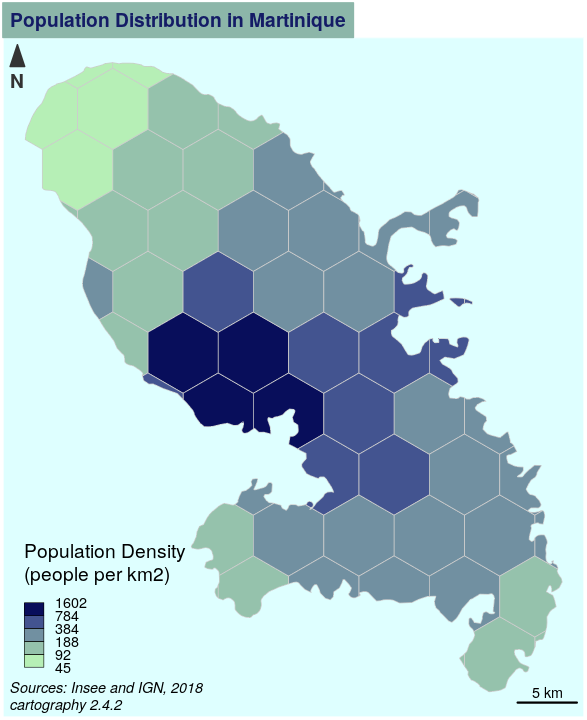 Population Distribution in Martinique
N
Population Density
(people per km2)
1602
784
384
188
92
45
Sources: Insee and IGN, 2018
cartography 2.4.2
5 km